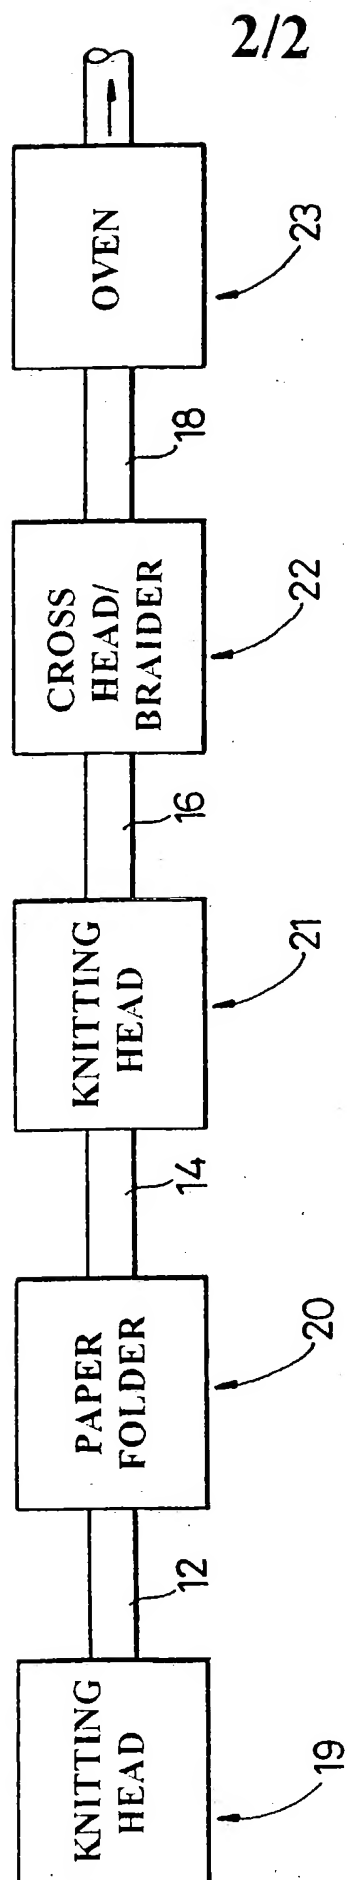 2/2
KNITTING
HEAD
19
12
PAPER
FOLDER
20
14
KNITTING
HEAD
21
16
CROSS
HEAD/
BRAIDER
22
18
OVEN
23